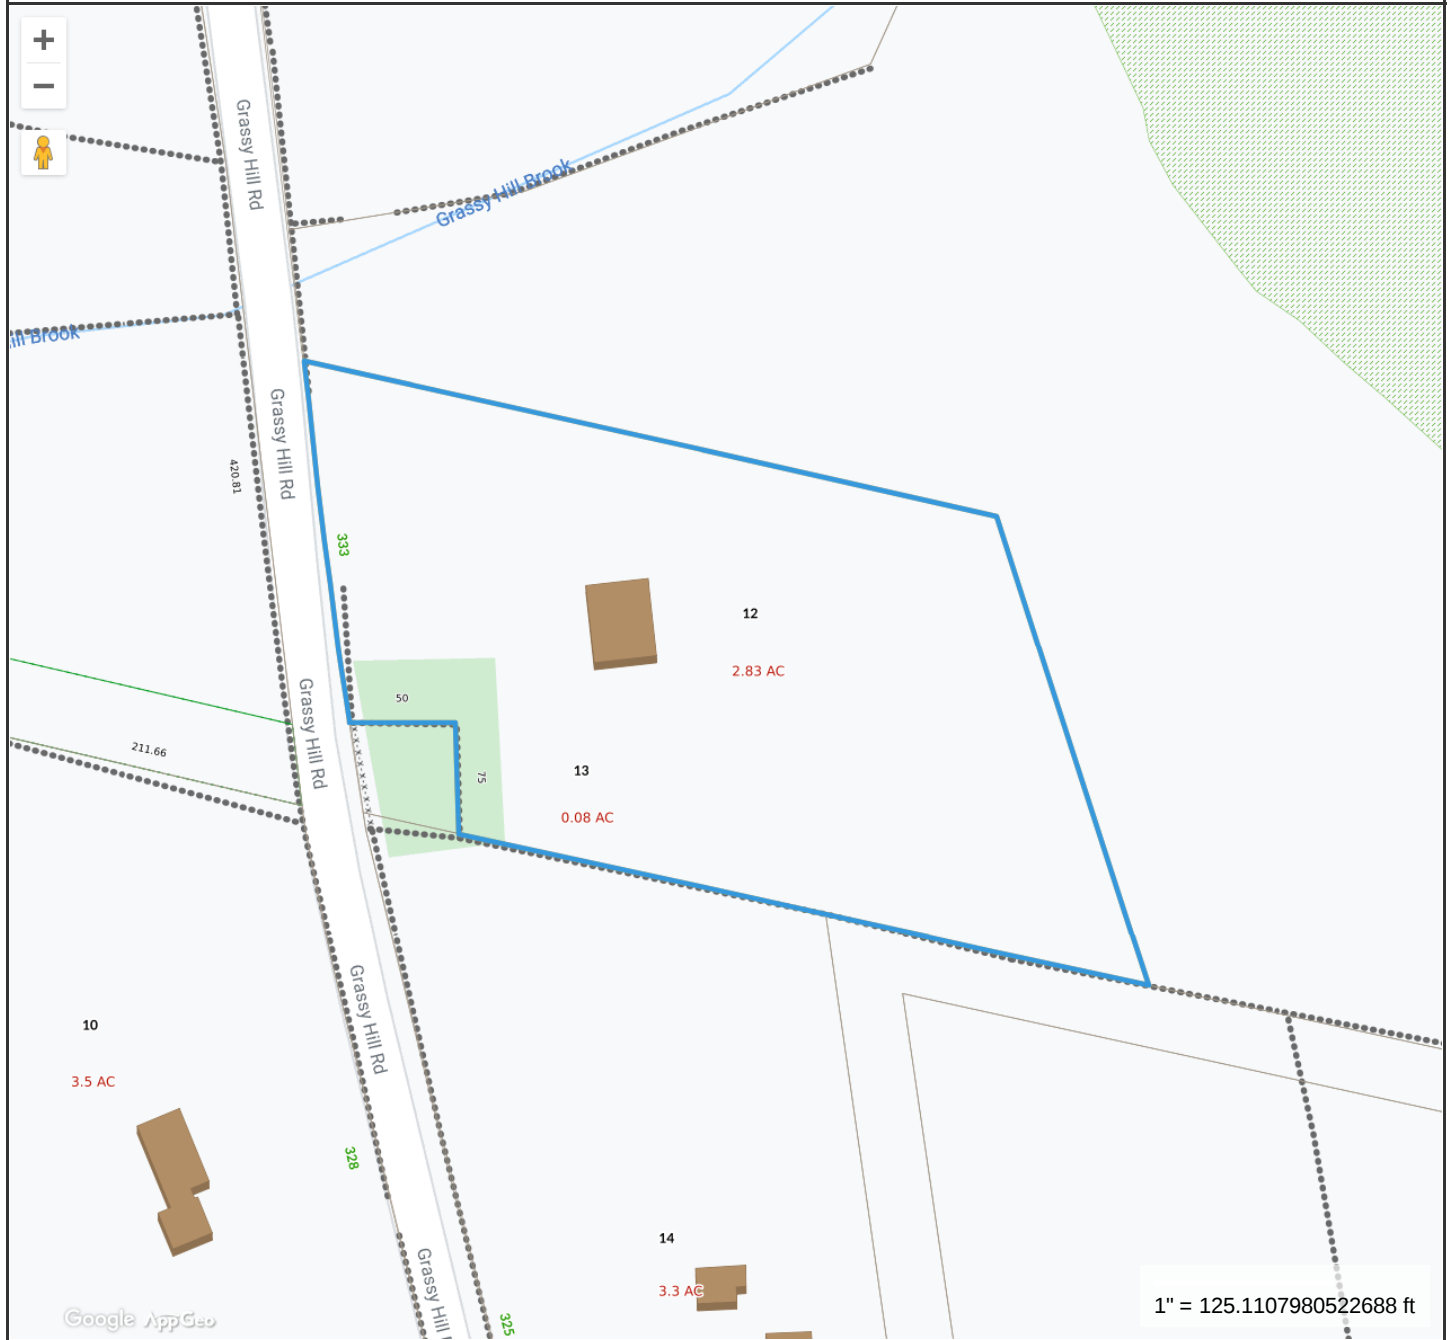 +
−
Grassy Hill Rd
Grassy Hill Brook
ill Brook
Grassy Hill Rd
420.81
333
12
2.83 AC
50
Grassy Hill Rd
211.66
75
13
0.08 AC
Grassy Hill Rd
10
3.5 AC
328
14
3.3 AC
Grassy Hill
325
1" = 125.1107980522688 ft
Google AppGeo